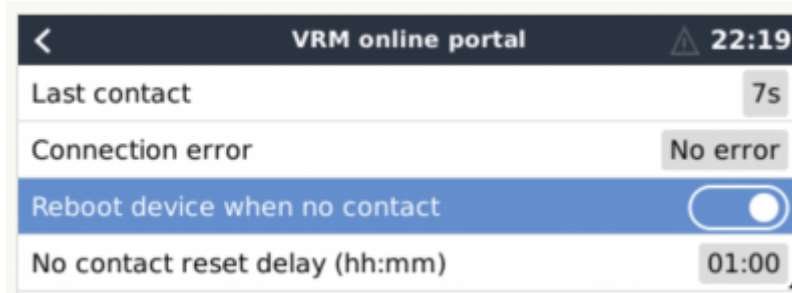 VRM online portal 22:19
Last contact 7s
Connection error No error
Reboot device when no contact
No contact reset delay (hh:mm) 01:00